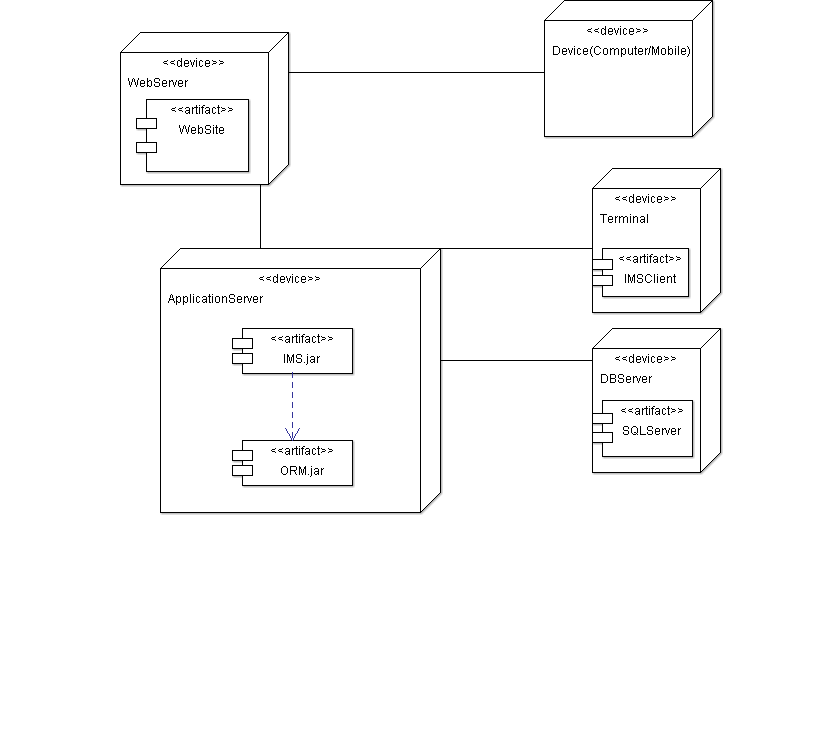 <<device>>
WebServer
<<artifact>>
WebSite
<<device>>
Device(Computer/Mobile)
<<device>>
Terminal
<<artifact>>
IMSClient
<<device>>
ApplicationServer
<<artifact>>
IMS.jar
<<artifact>>
ORM.jar
<<device>>
DBServer
<<artifact>>
SQLServer